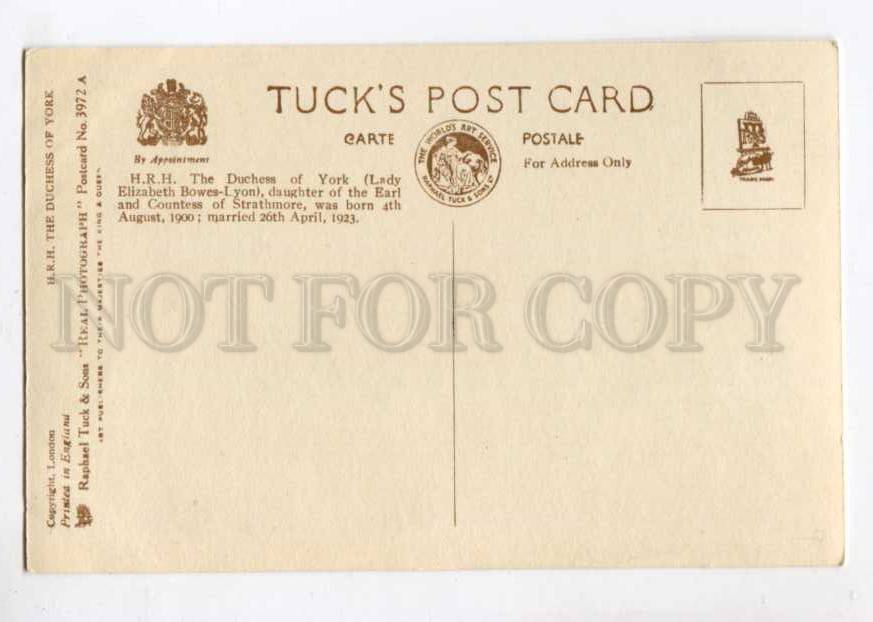 TUCK'S POST CARD
CARTE POSTALE
By Appointment
For Address Only
THE WORLD'S ART SERVICE
RAPHAEL TUCK & SONS LD
TRADE MARK
H.R.H. The Duchess of York (Lady
Elizabeth Bowes-Lyon), daughter of the Earl
and Countess of Strathmore, was born 4th
August, 1900; married 26th April, 1923.
Copyright, London H.R.H. THE DUCHESS OF YORK
Printed in England
Raphael Tuck & Sons "REAL PHOTOGRAPH" Postcard No. 3972 A
ART PUBLISHERS TO THEIR MAJESTIES THE KING & QUEEN
NOT FOR COPY